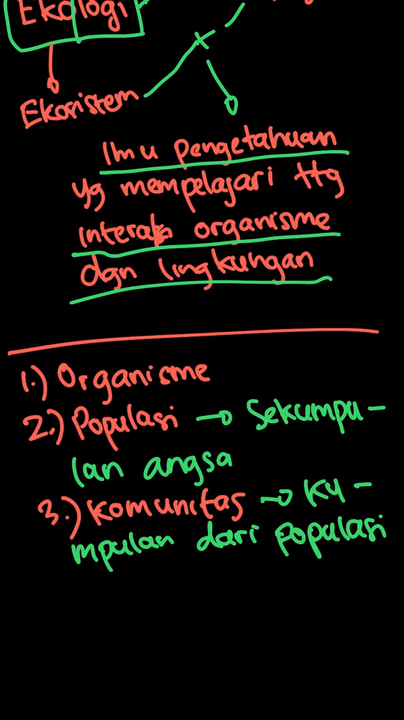 Ekologi
Ekosistem
Ilmu pengetahuan
yg mempelajari ttg
interaksi organisme
dgn lingkungan
1.) Organisme
2.) Populasi → Sekumpu-
lan angsa
3.) Komunitas → Ku-
mpulan dari populasi